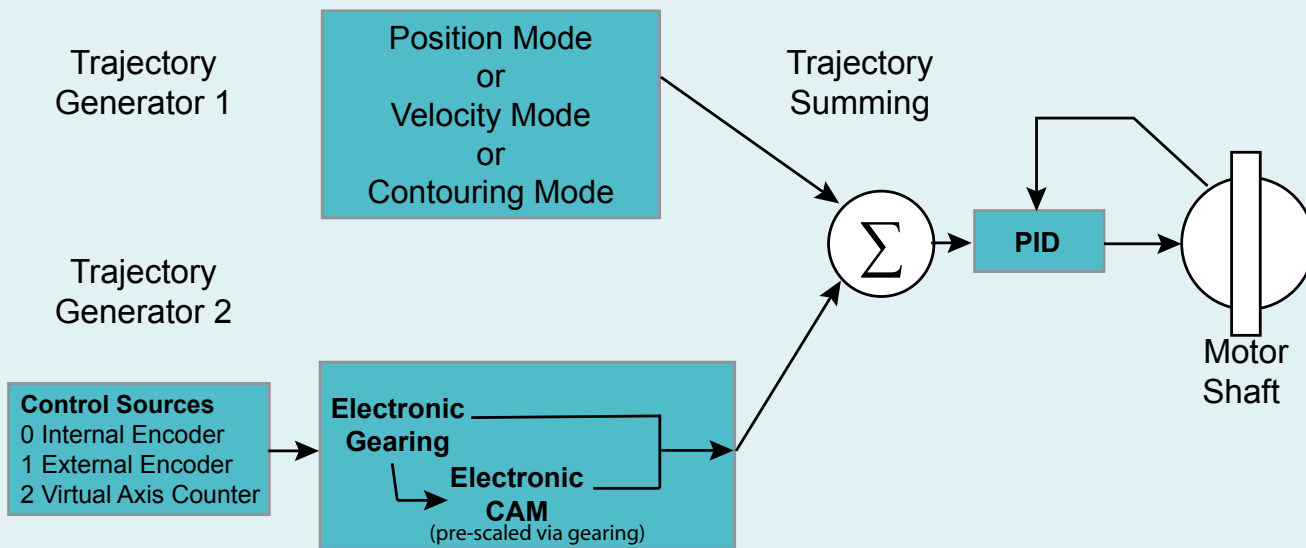 Trajectory
Generator 1
Position Mode
or
Velocity Mode
or
Contouring Mode
Trajectory
Summing
Σ
PID
Motor
Shaft
Trajectory
Generator 2
Control Sources
0 Internal Encoder
1 External Encoder
2 Virtual Axis Counter
Electronic
Gearing
Electronic
CAM
(pre-scaled via gearing)